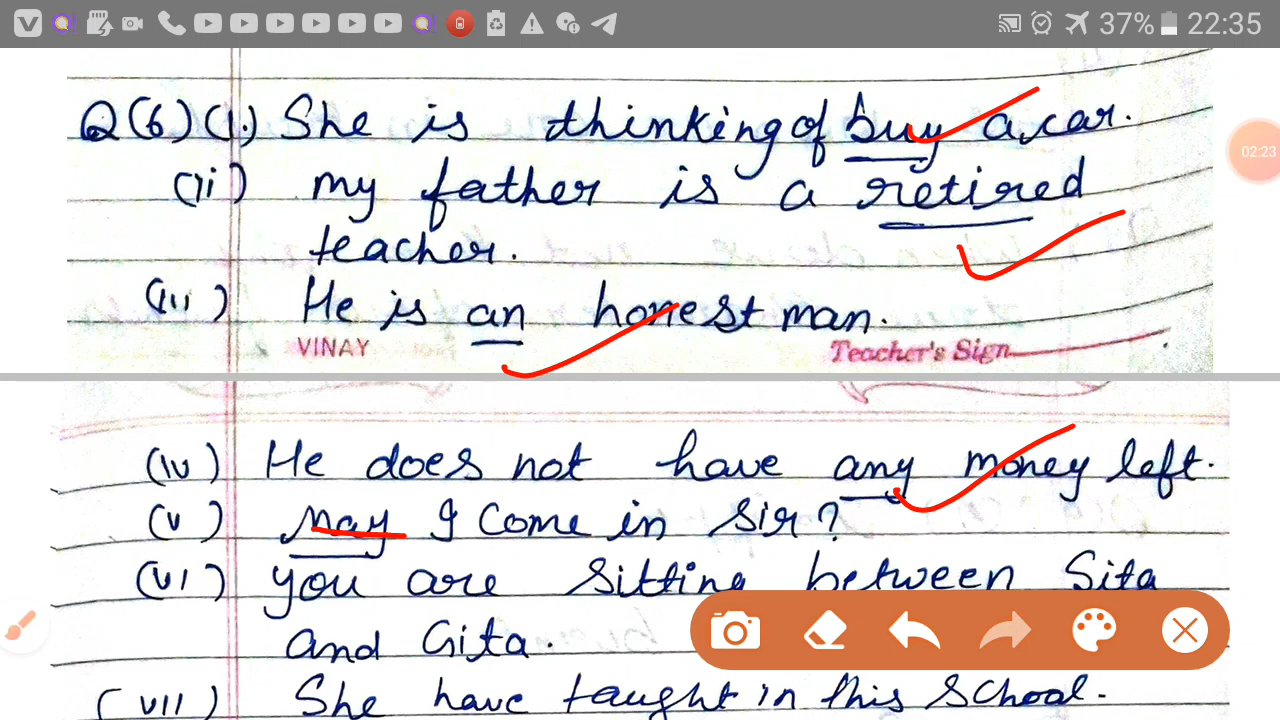 37% 22:35
Q(6) (i.) She is thinking of buy a car.
02:23
(ii) my father is a retired
teacher.
(iii) He is an honest man.
VINAY Teacher's Sign
(iv) He does not have any money left.
(v) May I come in sir?
(vi) you are sitting between Sita
and Gita.
(vii) She have taught in this school.